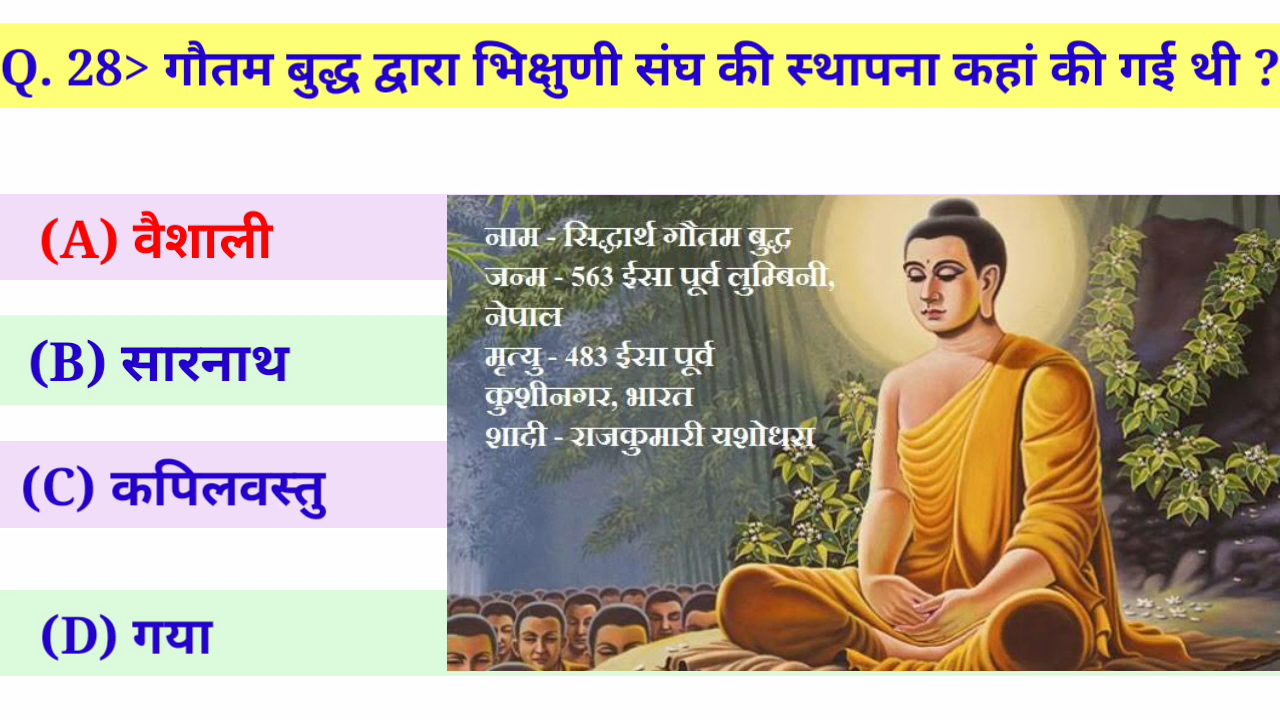 Q. 28> गौतम बुद्ध द्वारा भिक्षुणी संघ की स्थापना कहां की गई थी ?
(A) वैशाली
(B) सारनाथ
(C) कपिलवस्तु
(D) गया
नाम - सिद्धार्थ गौतम बुद्ध
जन्म - 563 ईसा पूर्व लुम्बिनी,
नेपाल
मृत्यु - 483 ईसा पूर्व
कुशीनगर, भारत
शादी - राजकुमारी यशोधरा